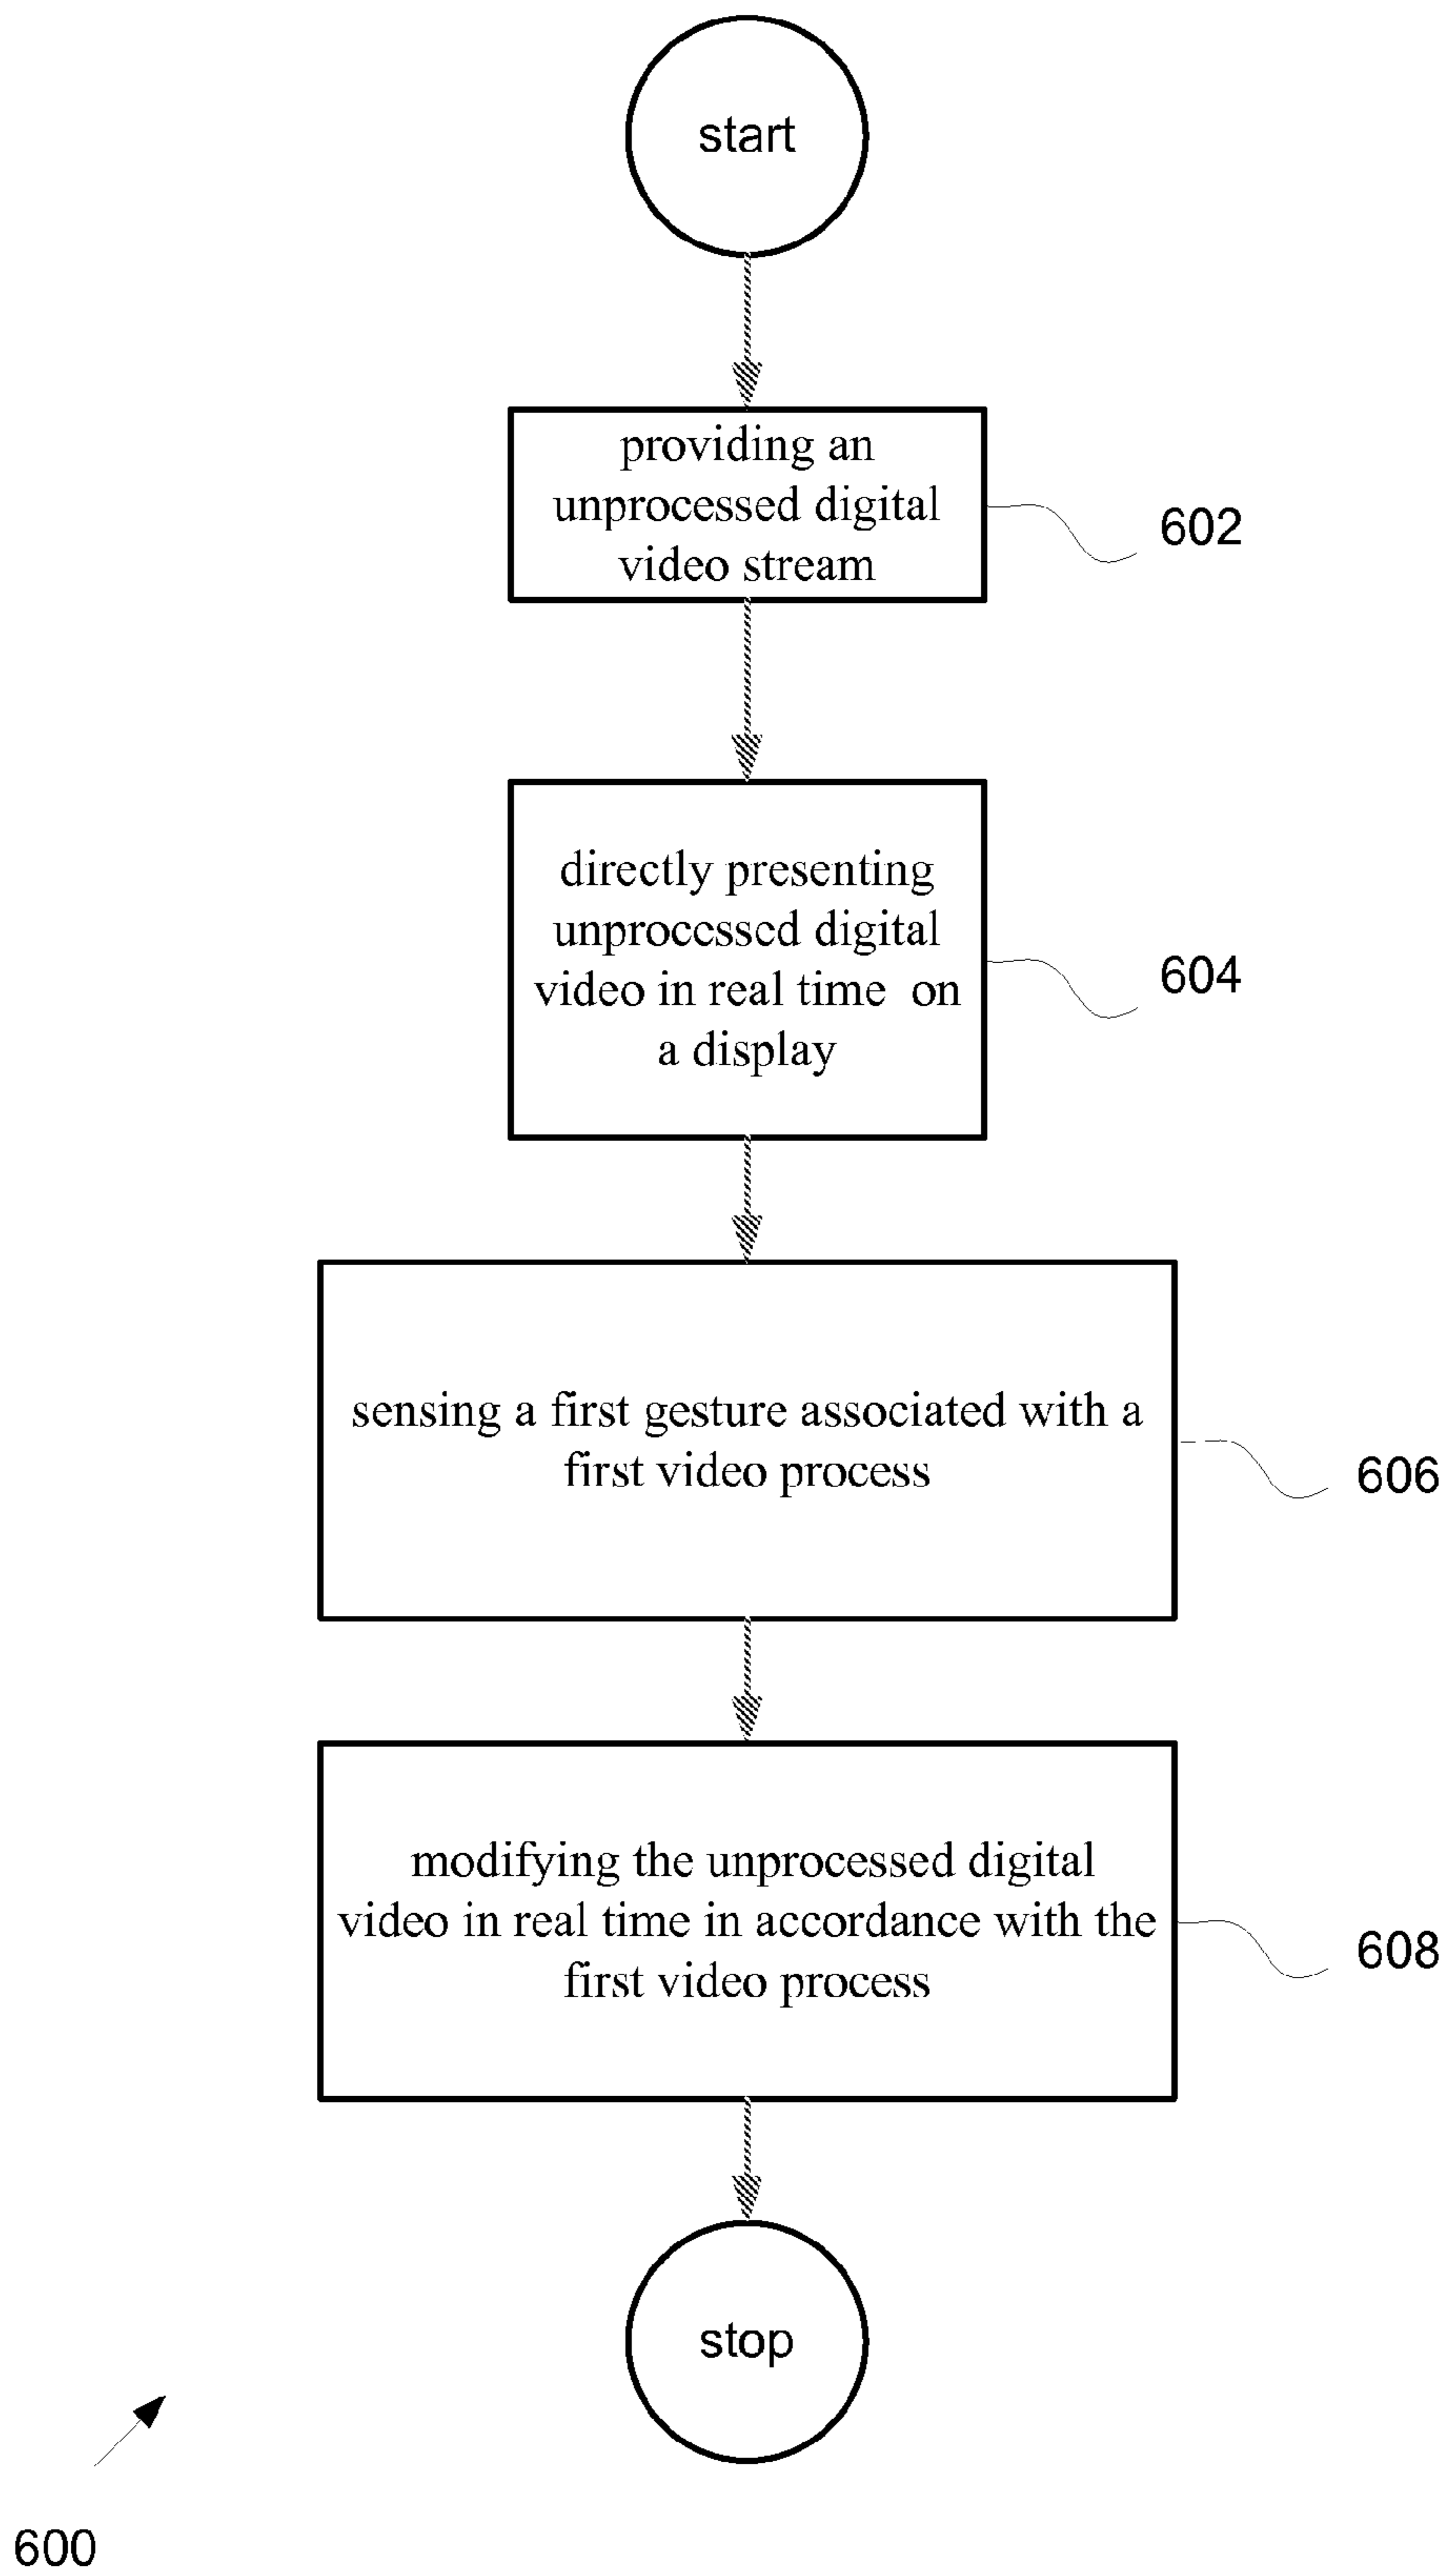 start
providing an
unprocessed digital
video stream
602
directly presenting
unprocessed digital
video in real time on
a display
604
sensing a first gesture associated with a
first video process
606
modifying the unprocessed digital
video in real time in accordance with the
first video process
608
stop
600